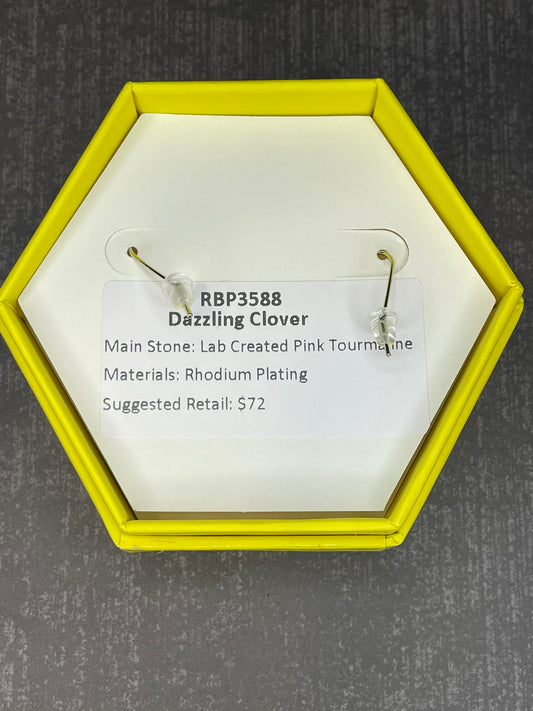 RBP3588
Dazzling Clover
Main Stone: Lab Created Pink Tourmaline
Materials: Rhodium Plating
Suggested Retail: $72